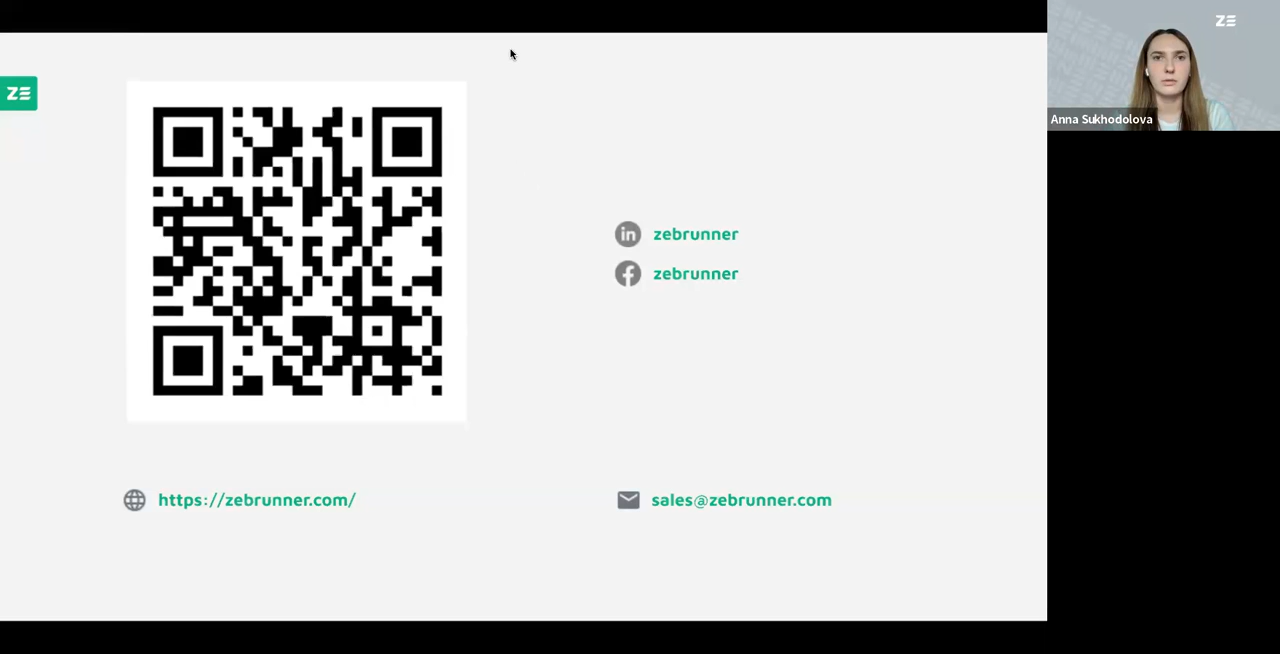 ZE
ZE
Anna Sukhodolova
zebrunner
zebrunner
https://zebrunner.com/
sales@zebrunner.com